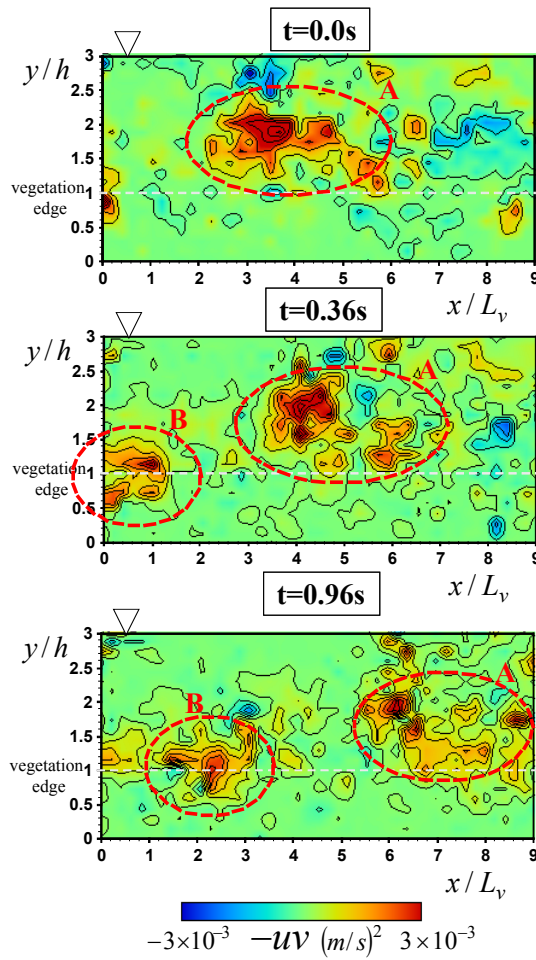 t=0.0s
y/h
3
2.5
2
1.5
1
0.5
0
A
vegetation
edge
0 1 2 3 4 5 6 7 8 9
x/L_v
t=0.36s
y/h
3
2.5
2
1.5
1
0.5
0
A
B
vegetation
edge
0 1 2 3 4 5 6 7 8 9
x/L_v
t=0.96s
y/h
3
2.5
2
1.5
1
0.5
0
A
B
vegetation
edge
0 1 2 3 4 5 6 7 8 9
x/L_v
−3×10⁻³ −uv (m/s)² 3×10⁻³